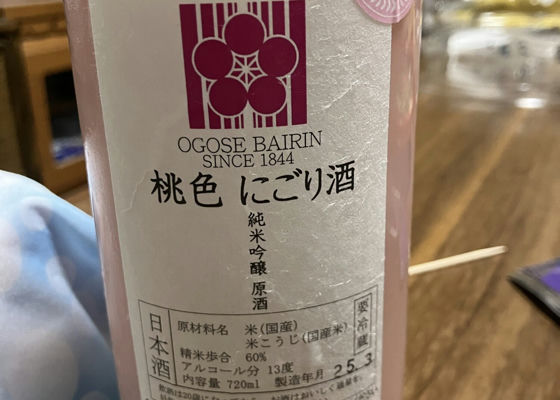 OGOSE BAIRIN
SINCE 1844
桃色 にごり酒
純米吟醸 原酒
日本酒
原材料名 米(国産)
米こうじ(国産米)
精米歩合 60%
アルコール分 13度
内容量 720ml 製造年月 25.3
要冷蔵